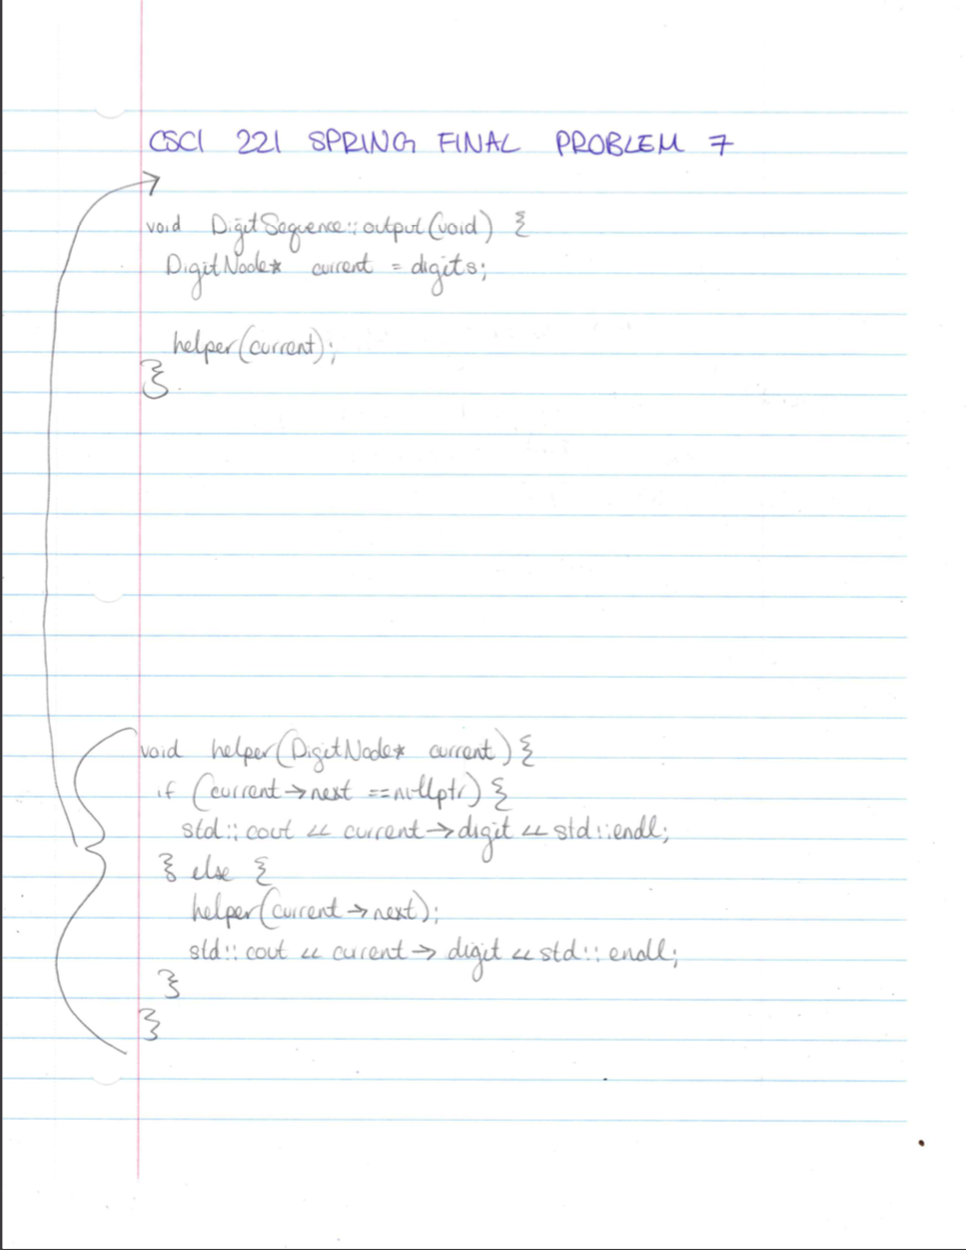 CSCI 221 SPRING FINAL PROBLEM 7
void DigitSequence::output(void) {
DigitNode* current = digits;
helper(current);
}
void helper(DigitNode* current) {
if (current->next == nullptr) {
std::cout << current->digit << std::endl;
} else {
helper(current->next);
std::cout << current->digit << std::endl;
}
}